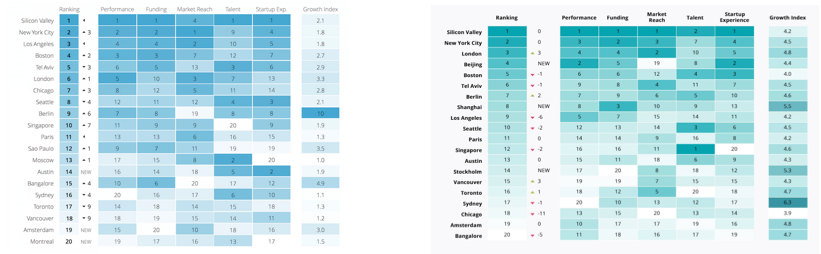 Ranking Performance Funding Market Reach Talent Startup Exp. Growth Index
Silicon Valley 1 1 1 4 1 1 2.1
New York City 2 3 2 2 1 9 4 1.8
Los Angeles 3 4 4 2 10 5 1.8
Boston 4 2 3 3 7 12 7 2.7
Tel Aviv 5 3 6 5 13 3 6 2.9
London 6 1 5 10 3 7 13 3.3
Chicago 7 3 8 12 5 11 14 2.8
Seattle 8 4 12 11 12 4 3 2.1
Berlin 9 6 7 8 19 8 8 10
Singapore 10 7 11 9 9 20 9 1.9
Paris 11 13 13 6 16 15 1.3
Sao Paulo 12 1 9 7 11 19 19 3.5
Moscow 13 17 15 8 2 20 1.0
Austin 14 NEW 16 14 18 5 2 1.9
Bangalore 15 4 10 6 20 17 12 4.9
Sydney 16 4 20 16 17 6 10 1.1
Toronto 17 9 14 18 14 15 18 1.3
Vancouver 18 9 18 19 15 14 11 1.2
Amsterdam 19 NEW 15 20 10 18 16 3.0
Montreal 20 NEW 19 17 16 13 17 1.5
Ranking Performance Funding Market Reach Talent Startup Experience Growth Index
Silicon Valley 1 0 1 1 1 2 1 4.2
New York City 2 0 3 2 3 7 4 4.5
London 3 3 4 4 2 10 5 4.8
Beijing 4 NEW 2 5 19 8 2 4.4
Boston 5 -1 6 6 12 4 3 4.0
Tel Aviv 6 -1 9 8 4 11 7 4.5
Berlin 7 2 7 9 6 5 10 4.6
Shanghai 8 NEW 8 3 10 9 13 5.5
Los Angeles 9 -6 5 7 15 14 11 4.2
Seattle 10 -2 12 13 14 3 6 4.5
Paris 11 0 14 14 9 16 8 4.2
Singapore 12 -2 16 16 11 1 20 4.6
Austin 13 0 15 11 18 6 9 4.3
Stockholm 14 NEW 17 20 8 18 12 5.3
Vancouver 15 3 19 19 7 15 15 4.3
Toronto 16 1 18 12 5 20 18 4.7
Sydney 17 -1 20 10 13 12 17 6.3
Chicago 18 -11 13 15 20 13 14 3.9
Amsterdam 19 0 10 17 17 19 16 4.8
Bangalore 20 -5 11 18 16 17 19 4.7